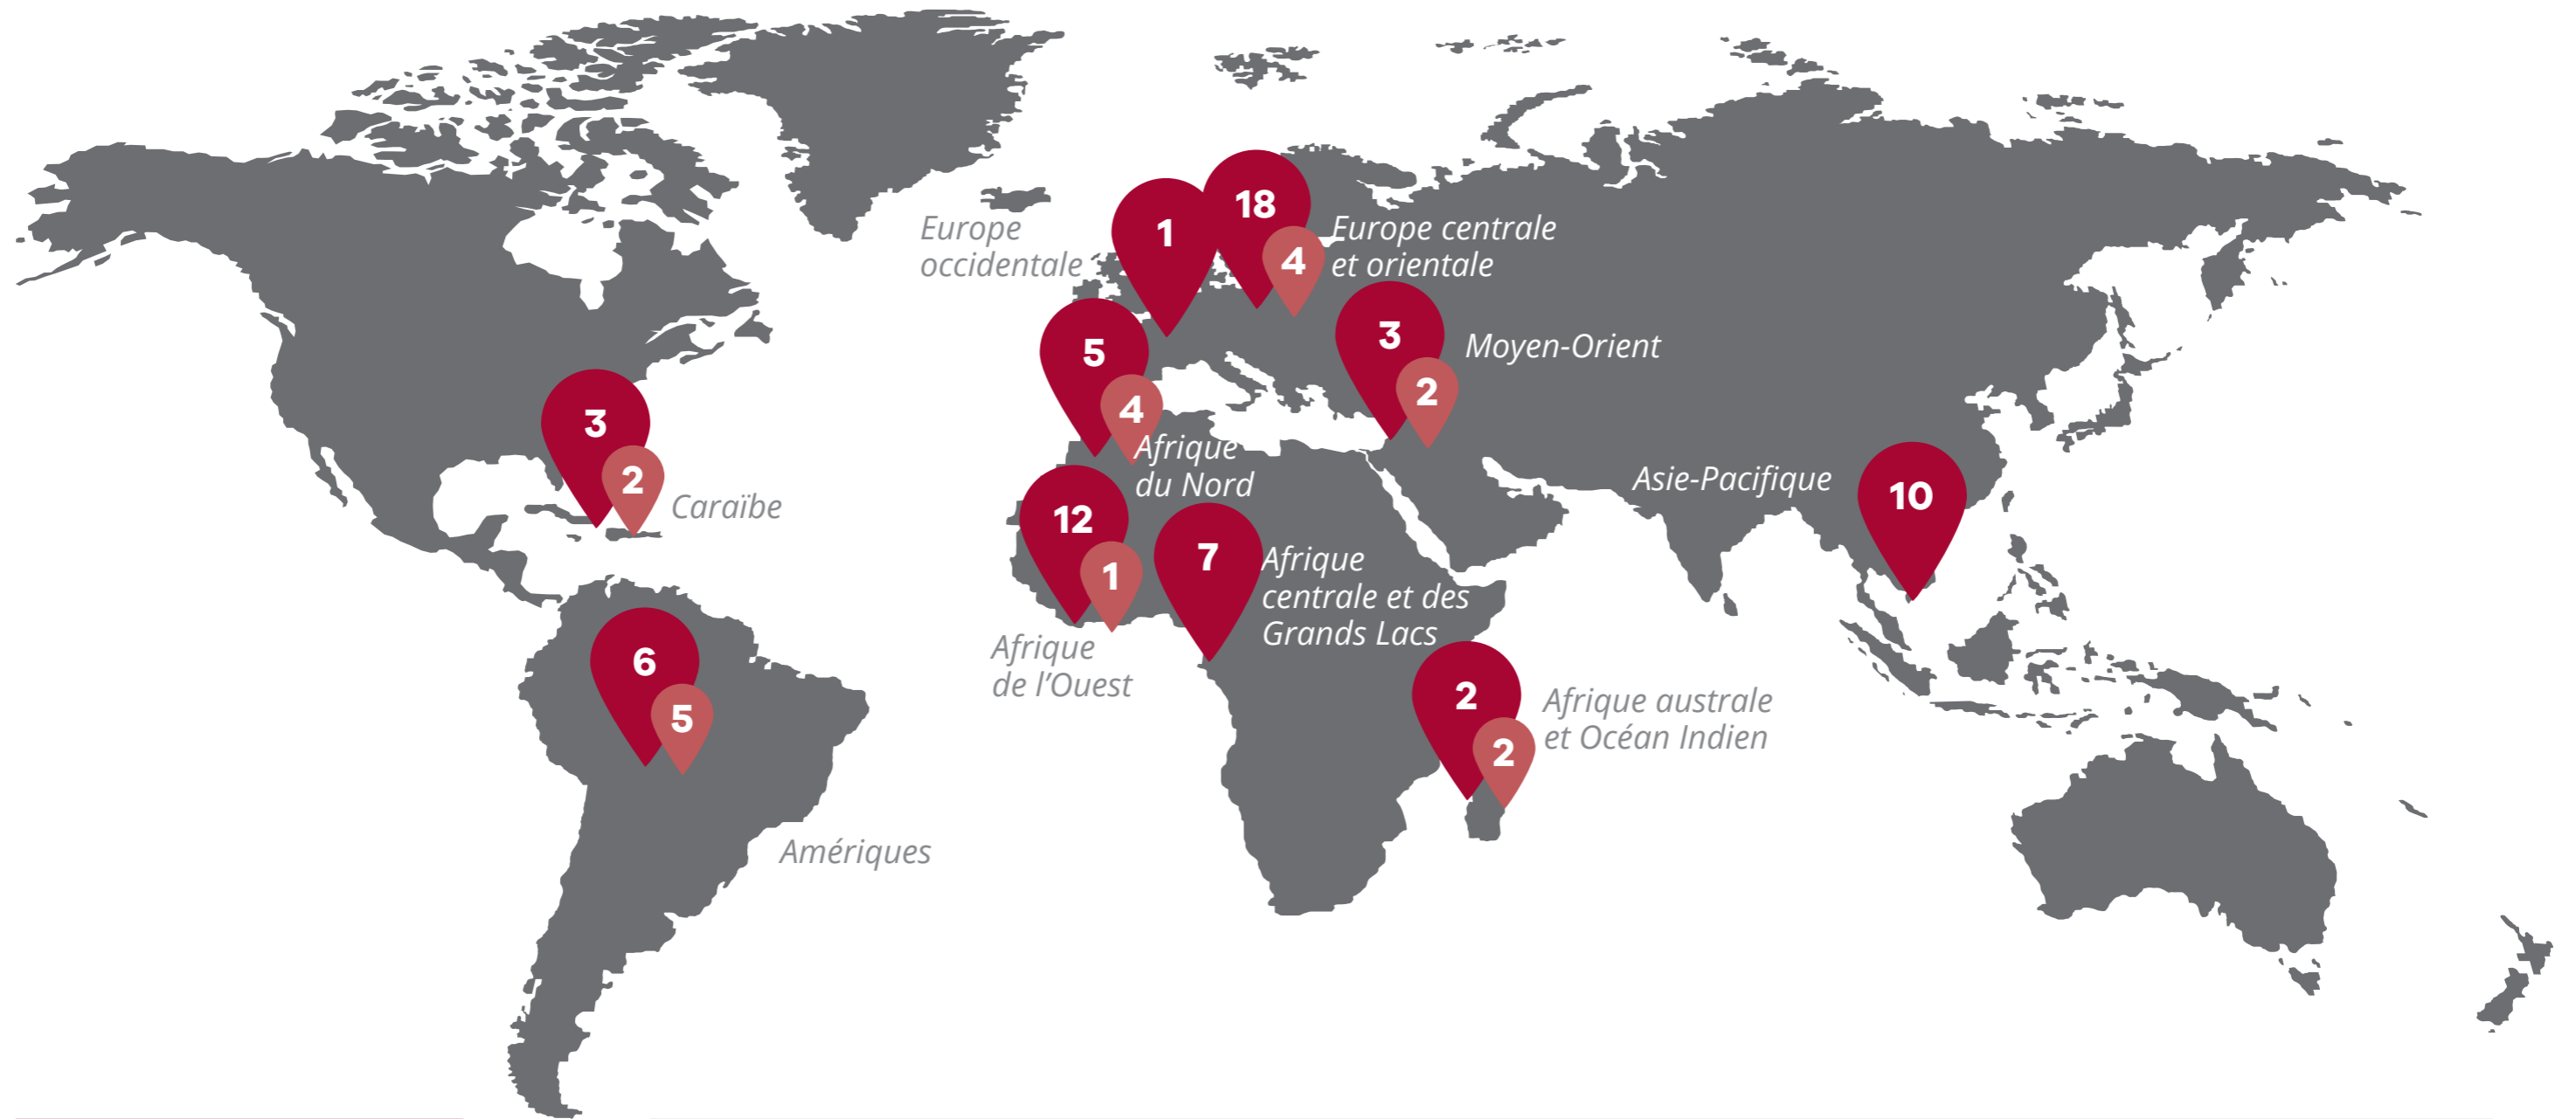 18
1
Europe
occidentale
Europe centrale
et orientale
4
3
Moyen-Orient
2
5
4
Afrique
du Nord
3
2
Caraïbe
Asie-Pacifique
10
12
1
Afrique
de l'Ouest
7
Afrique
centrale et des
Grands Lacs
6
5
Amériques
2
2
Afrique australe
et Océan Indien